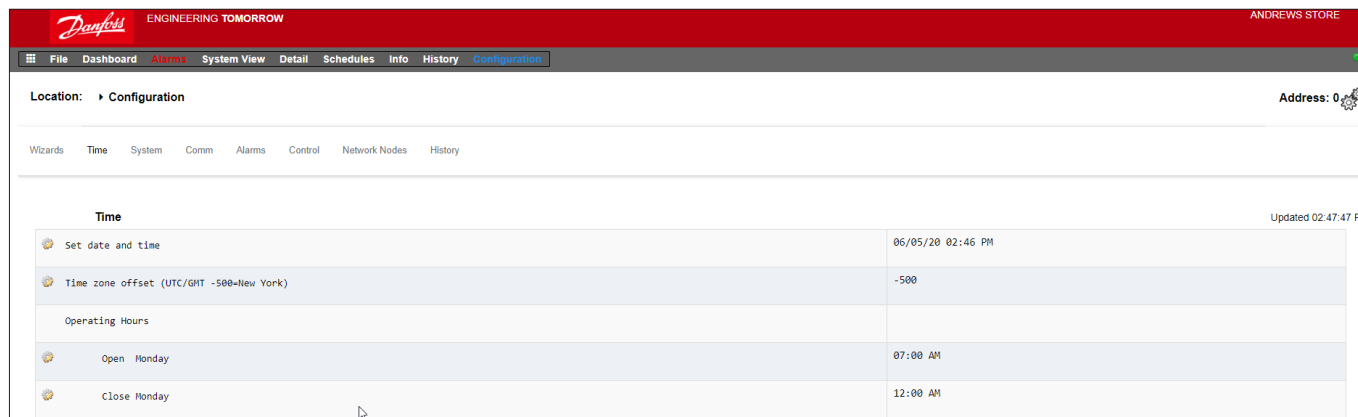 Danfoss ENGINEERING TOMORROW ANDREWS STORE
File Dashboard Alarms System View Detail Schedules Info History Configuration
Location: Configuration Address: 0
Wizards Time System Comm Alarms Control Network Nodes History
Time Updated 02:47:47
Set date and time 06/05/20 02:46 PM
Time zone offset (UTC/GMT -500=New York) -500
Operating Hours
Open Monday 07:00 AM
Close Monday 12:00 AM